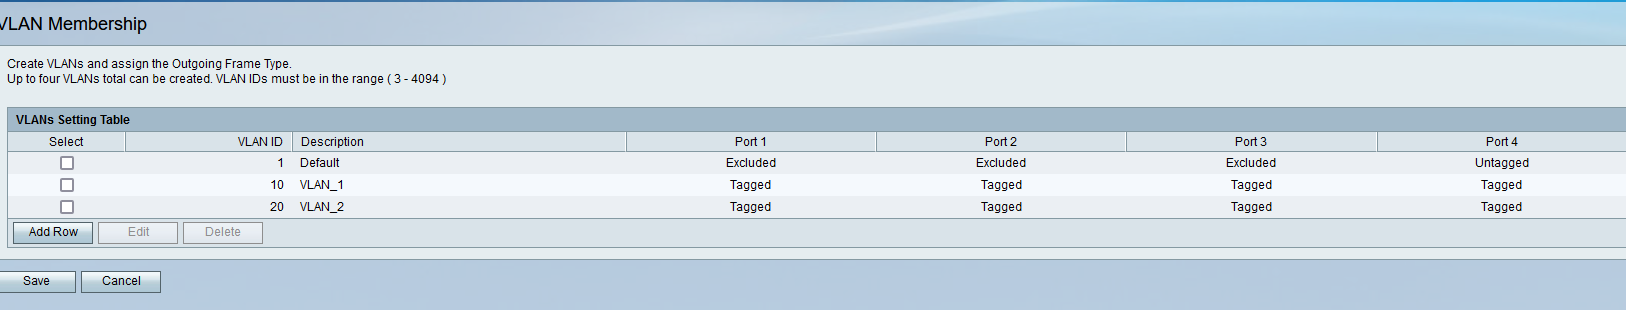 VLAN Membership
Create VLANs and assign the Outgoing Frame Type.
Up to four VLANs total can be created. VLAN IDs must be in the range ( 3 - 4094 )
VLANs Setting Table
Select VLAN ID Description Port 1 Port 2 Port 3 Port 4
1 Default Excluded Excluded Excluded Untagged
10 VLAN_1 Tagged Tagged Tagged Tagged
20 VLAN_2 Tagged Tagged Tagged Tagged
Add Row Edit Delete
Save Cancel